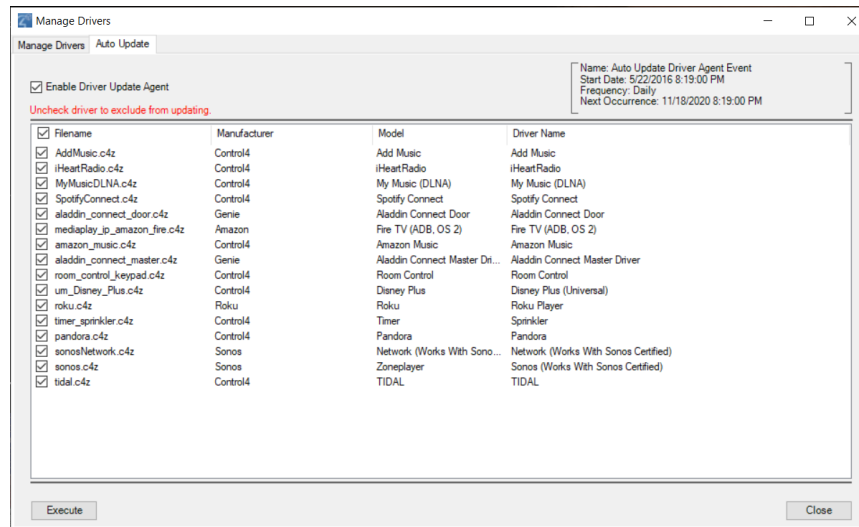 Manage Drivers
Manage Drivers Auto Update
Name: Auto Update Driver Agent Event
Start Date: 5/22/2016 8:19:00 PM
Frequency: Daily
Next Occurrence: 11/18/2020 8:19:00 PM
Enable Driver Update Agent
Uncheck driver to exclude from updating.
Filename Manufacturer Model Driver Name
AddMusic.c4z Control4 Add Music Add Music
iHeartRadio.c4z Control4 iHeartRadio iHeartRadio
MyMusicDLNA.c4z Control4 My Music (DLNA) My Music (DLNA)
SpotifyConnect.c4z Control4 Spotify Connect Spotify Connect
aladdin_connect_door.c4z Genie Aladdin Connect Door Aladdin Connect Door
mediaplay_ip_amazon_fire.c4z Amazon Fire TV (ADB, OS 2) Fire TV (ADB, OS 2)
amazon_music.c4z Control4 Amazon Music Amazon Music
aladdin_connect_master.c4z Genie Aladdin Connect Master Dri... Aladdin Connect Master Driver
room_control_keypad.c4z Control4 Room Control Room Control
um_Disney_Plus.c4z Control4 Disney Plus Disney Plus (Universal)
roku.c4z Roku Roku Roku Player
timer_sprinkler.c4z Control4 Timer Sprinkler
pandora.c4z Control4 Pandora Pandora
sonosNetwork.c4z Sonos Network (Works With Sono... Network (Works With Sonos Certified)
sonos.c4z Sonos Zoneplayer Sonos (Works With Sonos Certified)
tidal.c4z Control4 TIDAL TIDAL
Execute Close